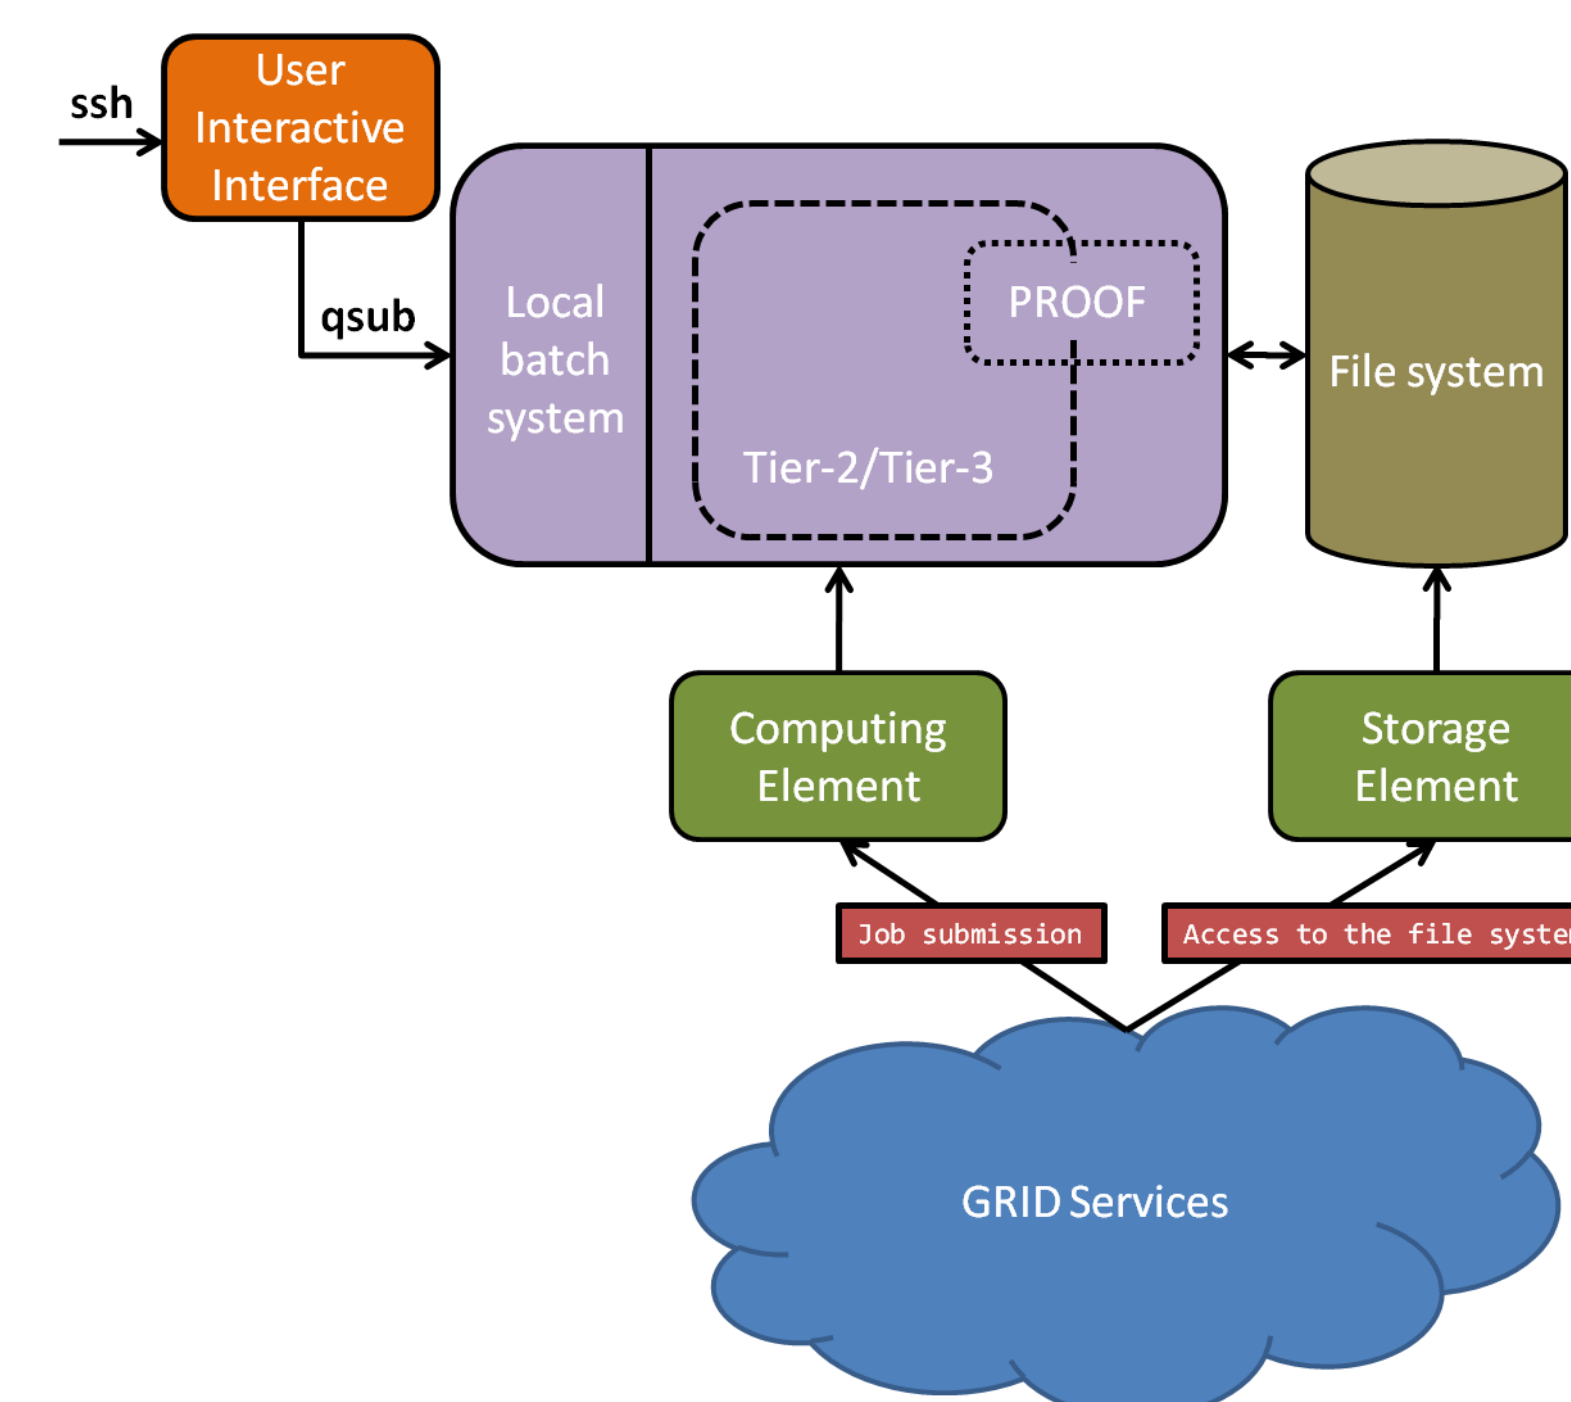 ssh
User
Interactive
Interface
qsub
Local
batch
system
PROOF
Tier-2/Tier-3
File system
Computing
Element
Storage
Element
Job submission
Access to the file system
GRID Services